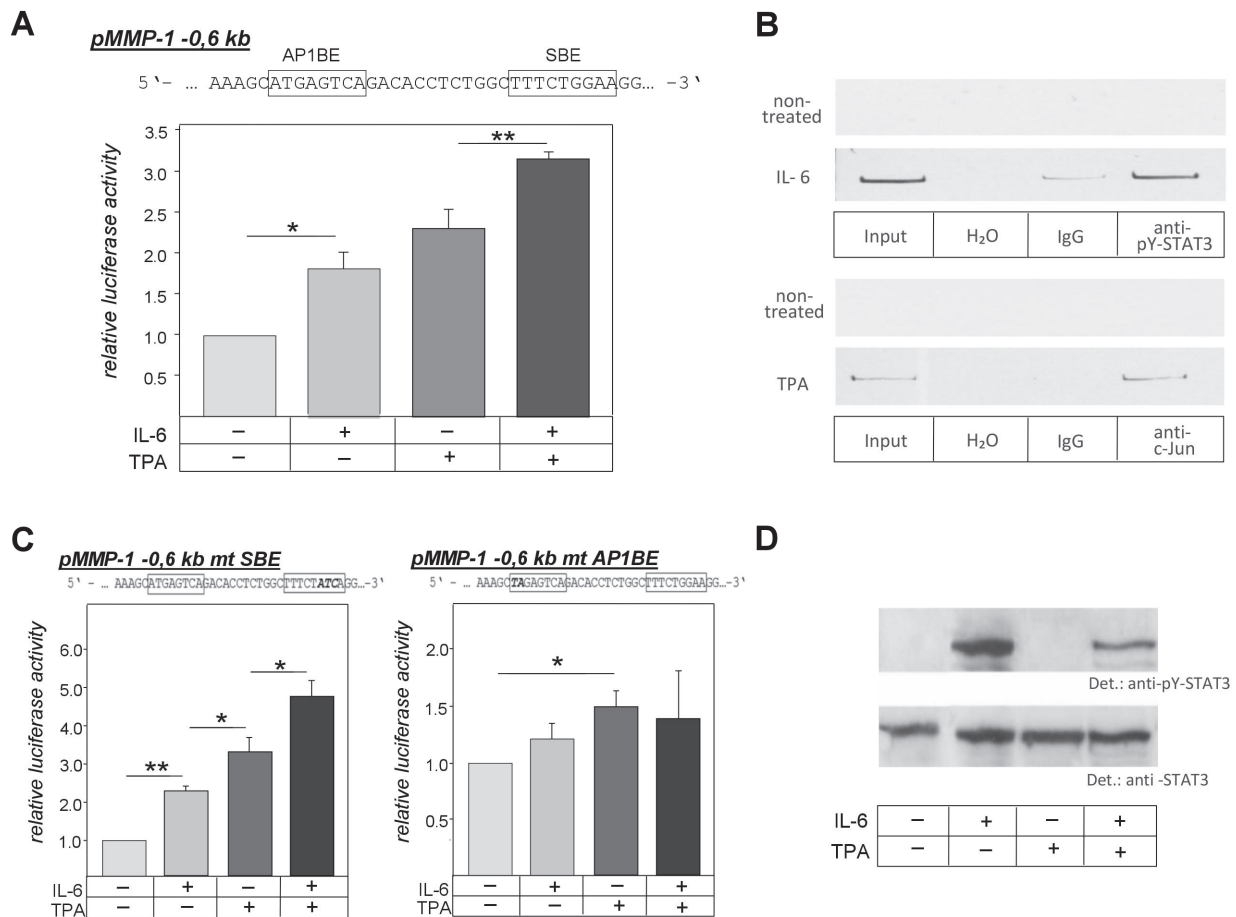 A
pMMP-1 -0,6 kb
AP1BE SBE
5 '- ... AAAGCATGAGTCAGACACCTCTGGCTTTCTGGAAGG... -3'
relative luciferase activity
3.5
3.0
2.5
2.0
1.5
1.0
0.5
*
**
IL-6 − + − +
TPA − − + +
B
non-
treated
IL- 6
Input H₂O IgG anti-
pY-STAT3
non-
treated
TPA
Input H₂O IgG anti-
c-Jun
C
pMMP-1 -0,6 kb mt SBE
5' - ... AAAGCATGAGTCAGACACCTCTGGCTTTCTATCAGG...-3'
relative luciferase activity
6.0
5.0
4.0
3.0
2.0
1.0
**
*
*
IL-6 − + − +
TPA − − + +
pMMP-1 -0,6 kb mt AP1BE
5' - ... AAAGCTAGAGTCAGACACCTCTGGCTTTCTGGAAGG...-3'
relative luciferase activity
2.0
1.5
1.0
0.5
*
IL-6 − + − +
TPA − − + +
D
Det.: anti-pY-STAT3
Det.: anti -STAT3
IL-6 − + − +
TPA − − + +